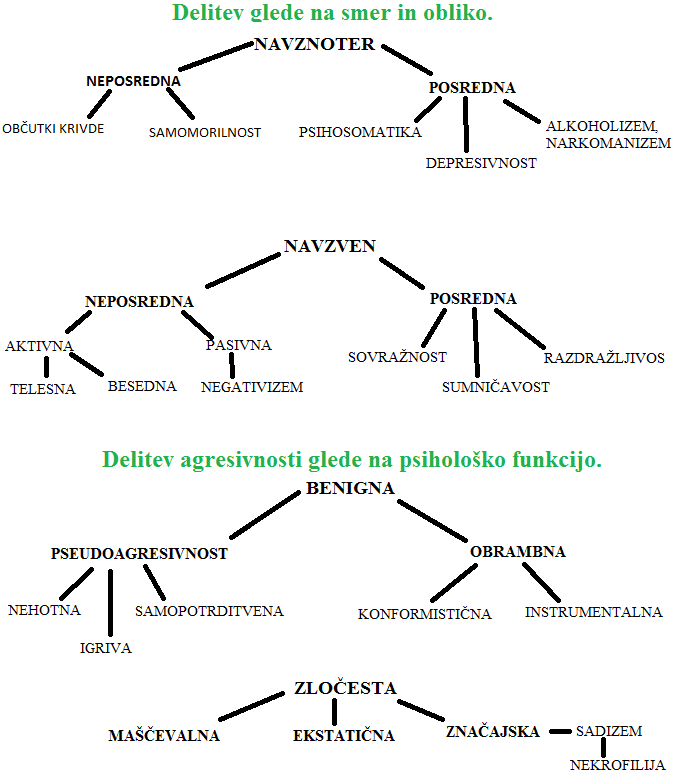 Delitev glede na smer in obliko.
NAVZNOTER
NEPOSREDNA
POSREDNA
OBČUTKI KRIVDE
SAMOMORILNOST
PSIHOSOMATIKA
DEPRESIVNOST
ALKOHOLIZEM,
NARKOMANIZEM
NAVZVEN
NEPOSREDNA
POSREDNA
AKTIVNA
PASIVNA
TELESNA
BESEDNA
NEGATIVIZEM
SOVRAŽNOST
SUMNIČAVOST
RAZDRAŽLJIVOS
Delitev agresivnosti glede na psihološko funkcijo.
BENIGNA
PSEUDOAGRESIVNOST
OBRAMBNA
NEHOTNA
IGRIVA
SAMOPOTRDITVENA
KONFORMISTIČNA
INSTRUMENTALNA
ZLOČESTA
MAŠČEVALNA
EKSTATIČNA
ZNAČAJSKA
SADIZEM
NEKROFILIJA